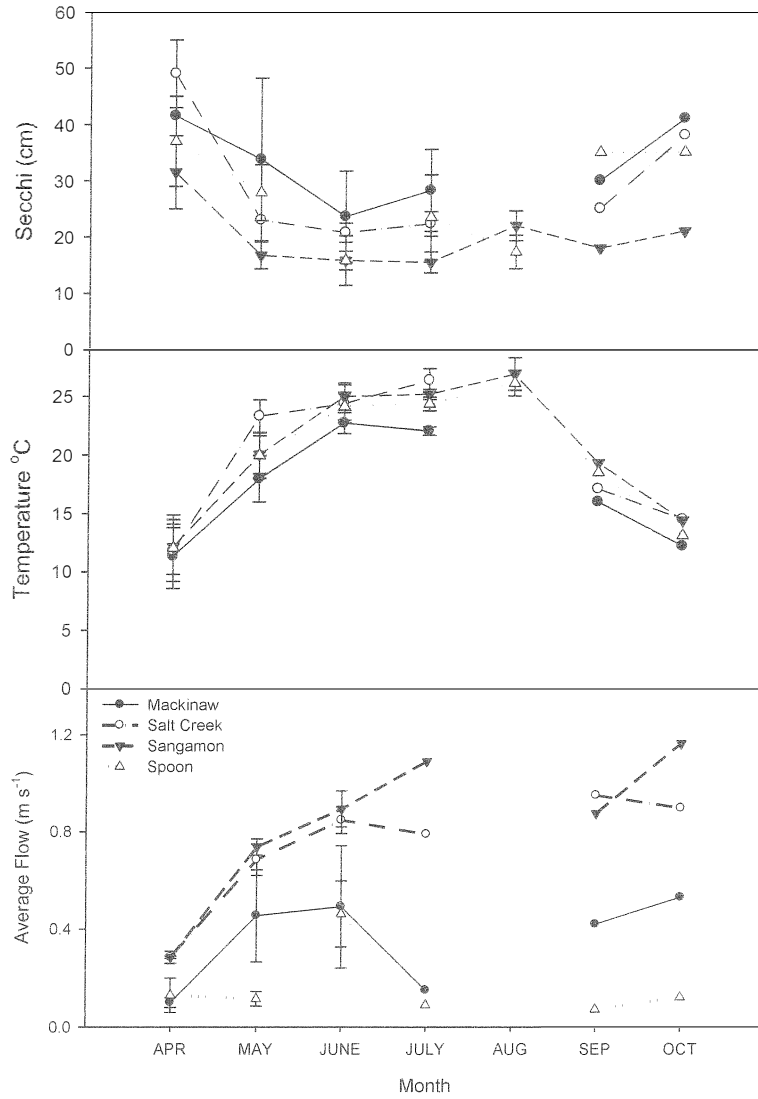 60
50
40
30
20
10
0
Secchi (cm)
25
20
15
10
5
0
Temperature °C
Mackinaw
Salt Creek
Sangamon
Spoon
1.2
0.8
0.4
0.0
Average Flow (m s⁻¹)
APR MAY JUNE JULY AUG SEP OCT
Month